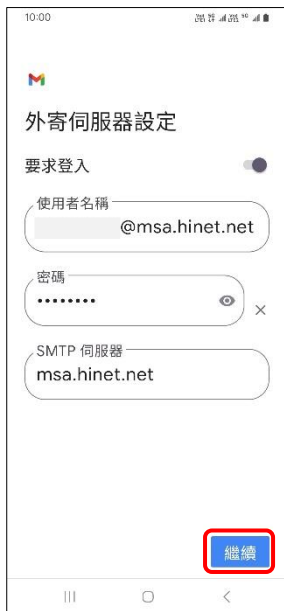 10:00
外寄伺服器設定
要求登入
使用者名稱
@msa.hinet.net
密碼
••••••••
SMTP 伺服器
msa.hinet.net
繼續